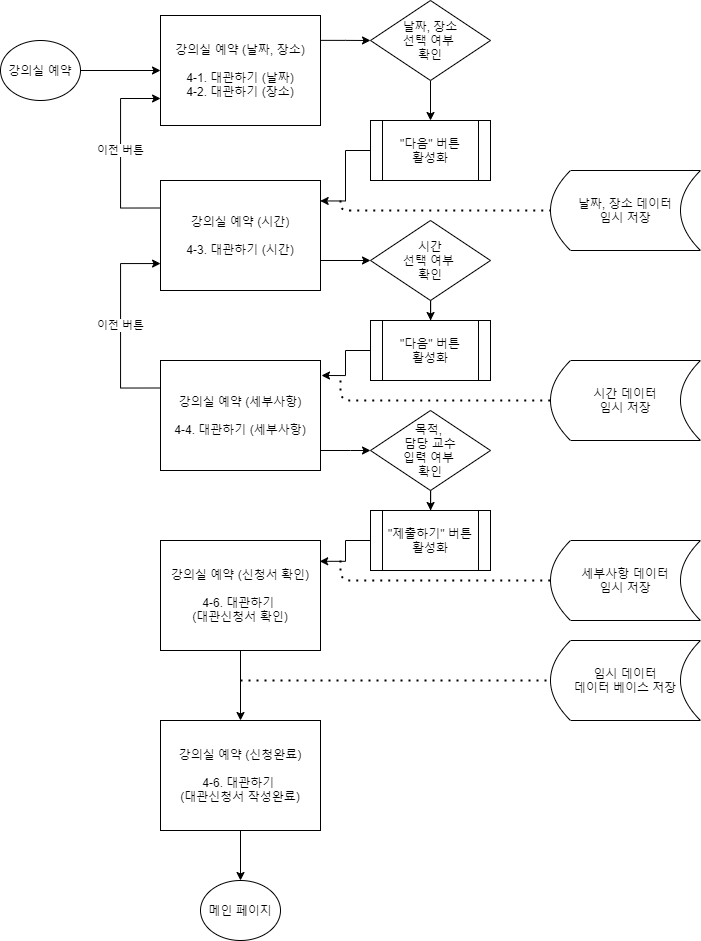 강의실 예약
강의실 예약 (날짜, 장소)
4-1. 대관하기 (날짜)
4-2. 대관하기 (장소)
날짜, 장소
선택 여부
확인
"다음" 버튼
활성화
이전 버튼
날짜, 장소 데이터
임시 저장
강의실 예약 (시간)
4-3. 대관하기 (시간)
시간
선택 여부
확인
"다음" 버튼
활성화
이전 버튼
시간 데이터
임시 저장
강의실 예약 (세부사항)
4-4. 대관하기 (세부사항)
목적,
담당 교수
입력 여부
확인
"제출하기" 버튼
활성화
강의실 예약 (신청서 확인)
4-6. 대관하기
(대관신청서 확인)
세부사항 데이터
임시 저장
임시 데이터
데이터 베이스 저장
강의실 예약 (신청완료)
4-6. 대관하기
(대관신청서 작성완료)
메인 페이지